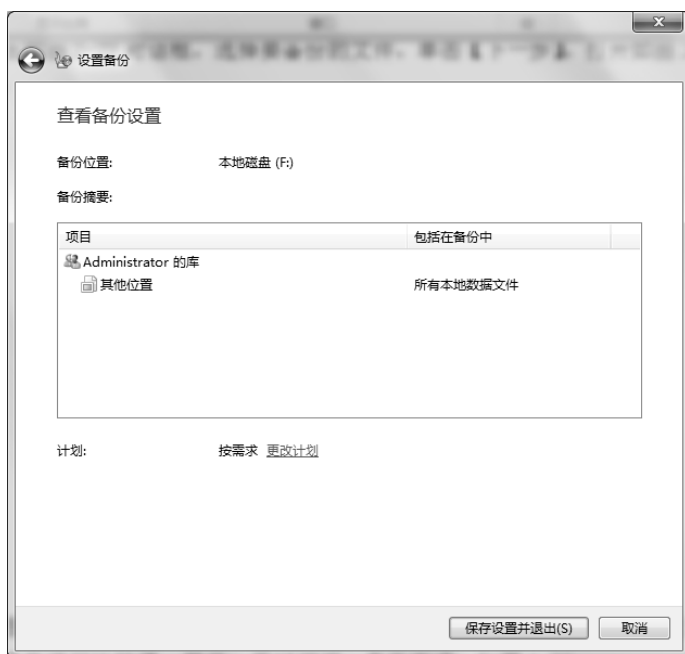 设置备份
查看备份设置
备份位置: 本地磁盘 (F:)
备份摘要:
项目 包括在备份中
Administrator 的库
其他位置 所有本地数据文件
计划: 按需求 更改计划
保存设置并退出(S) 取消